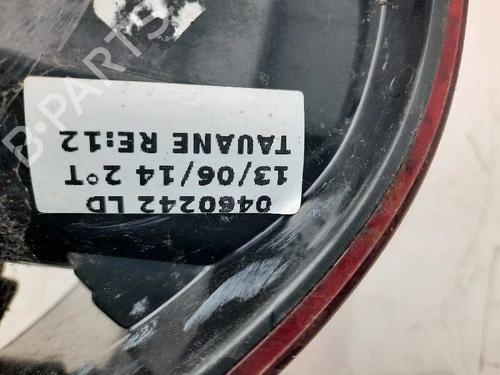 0460242 LD
13/06/14 2°T
TAUANE RE:12
B-PARTS